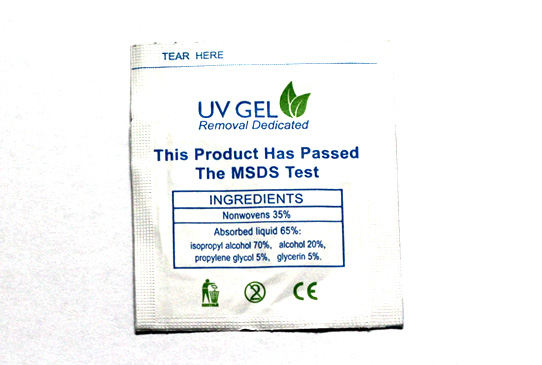 TEAR HERE
UV GEL
Removal Dedicated
This Product Has Passed
The MSDS Test
INGREDIENTS
Nonwovens 35%
Absorbed liquid 65%:
isopropyl alcohol 70%, alcohol 20%,
propylene glycol 5%, glycerin 5%.
2 CE